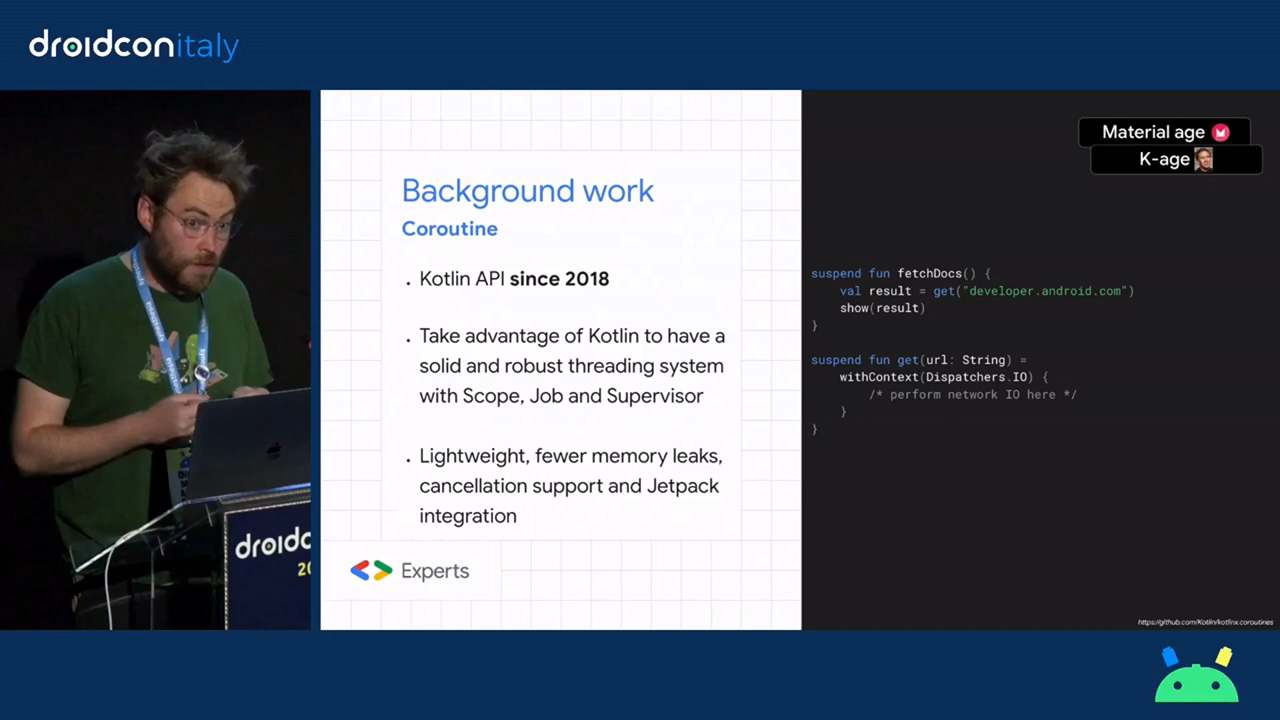 droidconitaly
Background work
Coroutine
. Kotlin API since 2018
. Take advantage of Kotlin to have a
solid and robust threading system
with Scope, Job and Supervisor
. Lightweight, fewer memory leaks,
cancellation support and Jetpack
integration
<> Experts
Material age
K-age
suspend fun fetchDocs() {
val result = get("developer.android.com")
show(result)
}
suspend fun get(url: String) =
withContext(Dispatchers.IO) {
/* perform network IO here */
}
}
https://github.com/Kotlin/kotlinx.coroutines
droidc
20